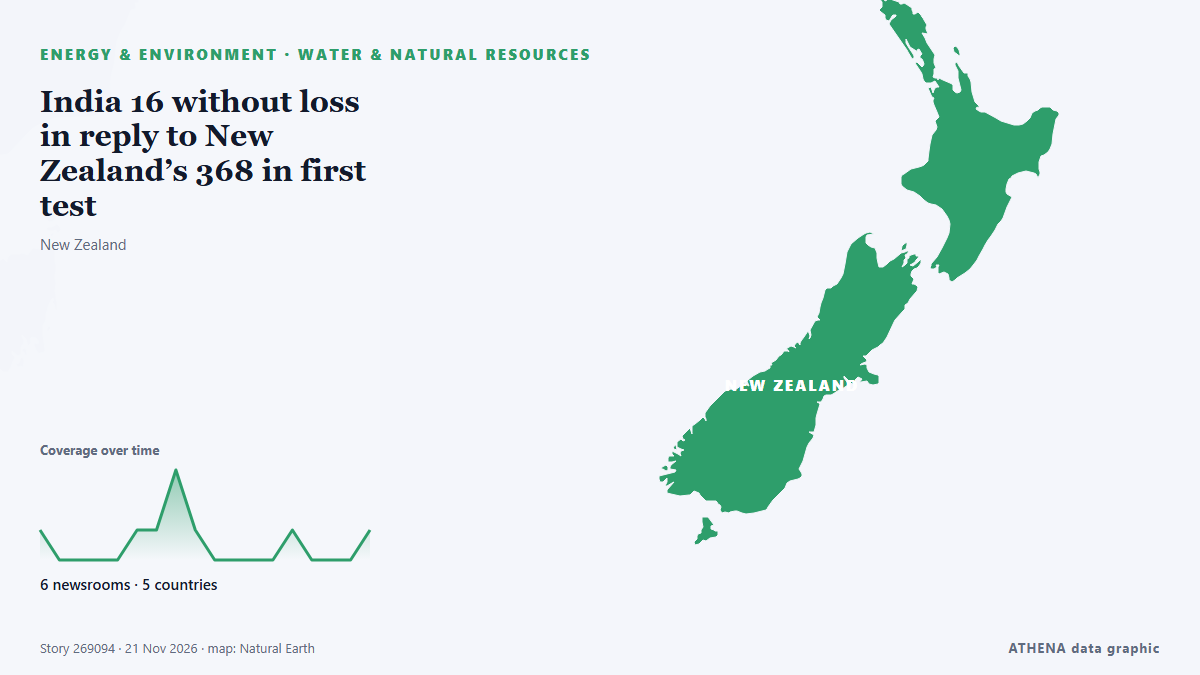 ENERGY & ENVIRONMENT · WATER & NATURAL RESOURCES
India 16 without loss
in reply to New
Zealand’s 368 in first
test
New Zealand
NEW ZEALAND
Coverage over time
6 newsrooms · 5 countries
Story 269094 · 21 Nov 2026 · map: Natural Earth
ATHENA data graphic